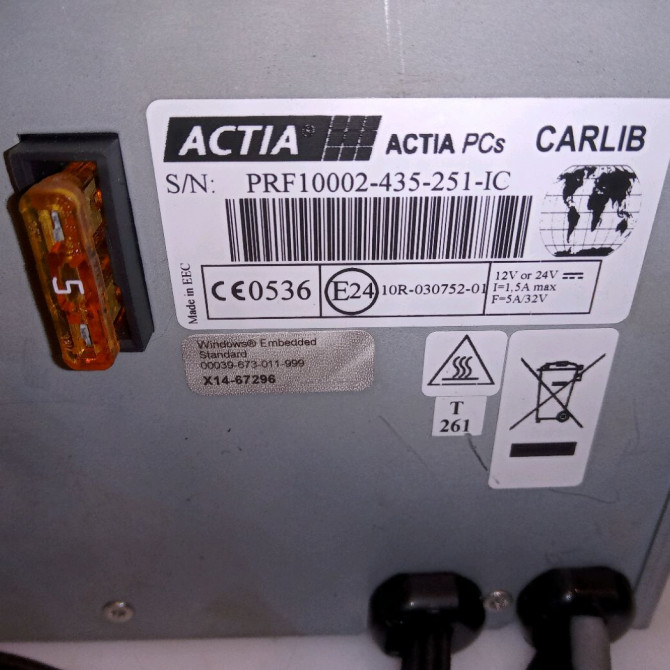 ACTIA®
ACTIA PCs
CARLIB
S/N: PRF10002-435-251-IC
Made in EEC
CE0536
E24
10R-030752-01
12V or 24V
I=1,5A max
F=5A/32V
5
Windows® Embedded
Standard
00039-673-011-999
X14-67296
T
261